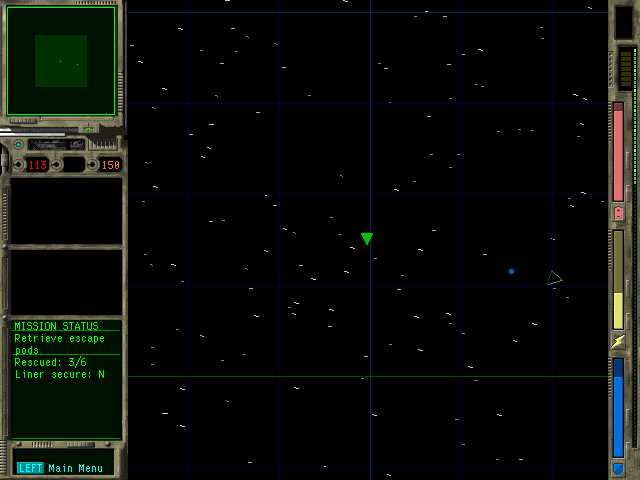 113
150
MISSION STATUS
Retrieve escape
pods
Rescued: 3/6
Liner secure: N
LEFT Main Menu